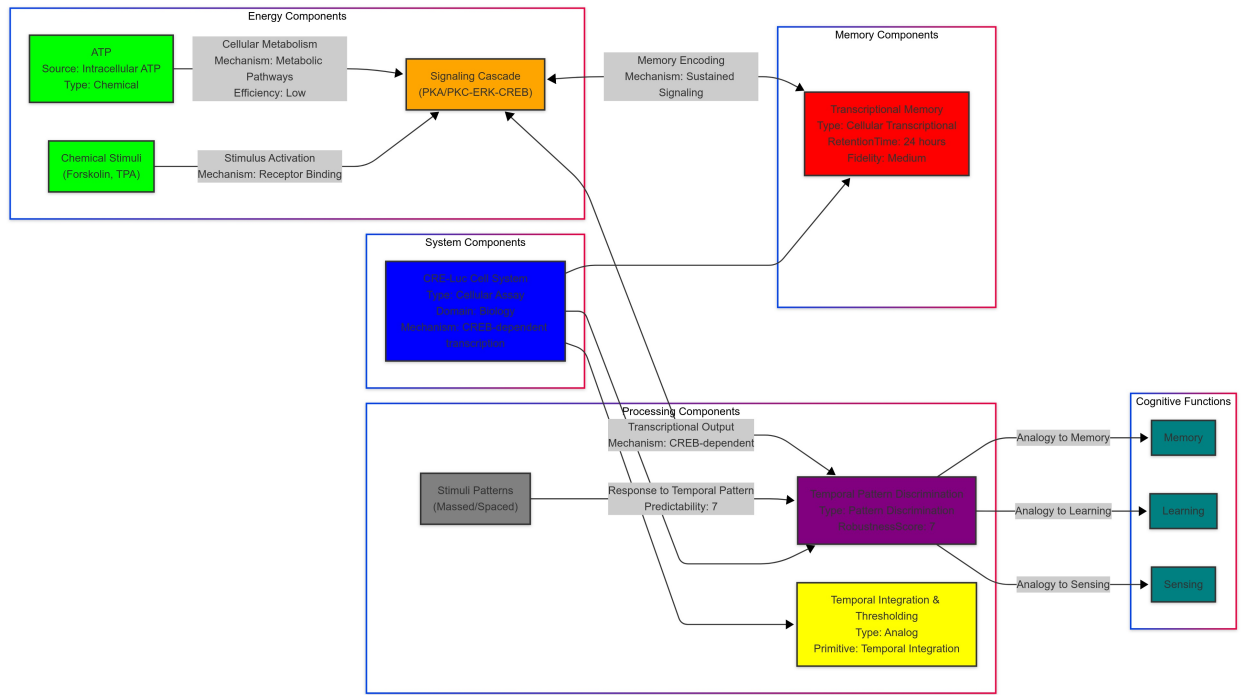 Energy Components
ATP
Source: Intracellular ATP
Type: Chemical
Cellular Metabolism
Mechanism: Metabolic
Pathways
Efficiency: Low
Signaling Cascade
(PKA/PKC-ERK-CREB)
Chemical Stimuli
(Forskolin, TPA)
Stimulus Activation
Mechanism: Receptor Binding
Memory Encoding
Mechanism: Sustained
Signaling
Memory Components
Transcriptional Memory
Type: Cellular Transcriptional
RetentionTime: 24 hours
Fidelity: Medium
System Components
CRE-Luc Cell System
Type: Cellular Assay
Domain: Biology
Mechanism: CREB-dependent
transcription
Processing Components
Transcriptional Output
Mechanism: CREB-dependent
Stimuli Patterns
(Massed/Spaced)
Response to Temporal Pattern
Predictability: 7
Temporal Integration &
Thresholding
Type: Analog
Primitive: Temporal Integration
Analogy to Memory
Analogy to Learning
Analogy to Sensing
Cognitive Functions
Memory
Learning
Sensing